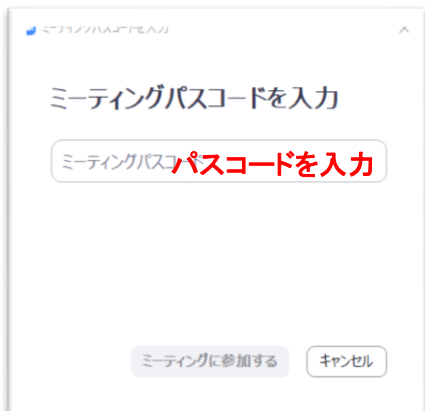 ミーティングパスコードを入力
ミーティングパスコードを入力
ミーティングパスコード
パスコードを入力
ミーティングに参加する
キャンセル